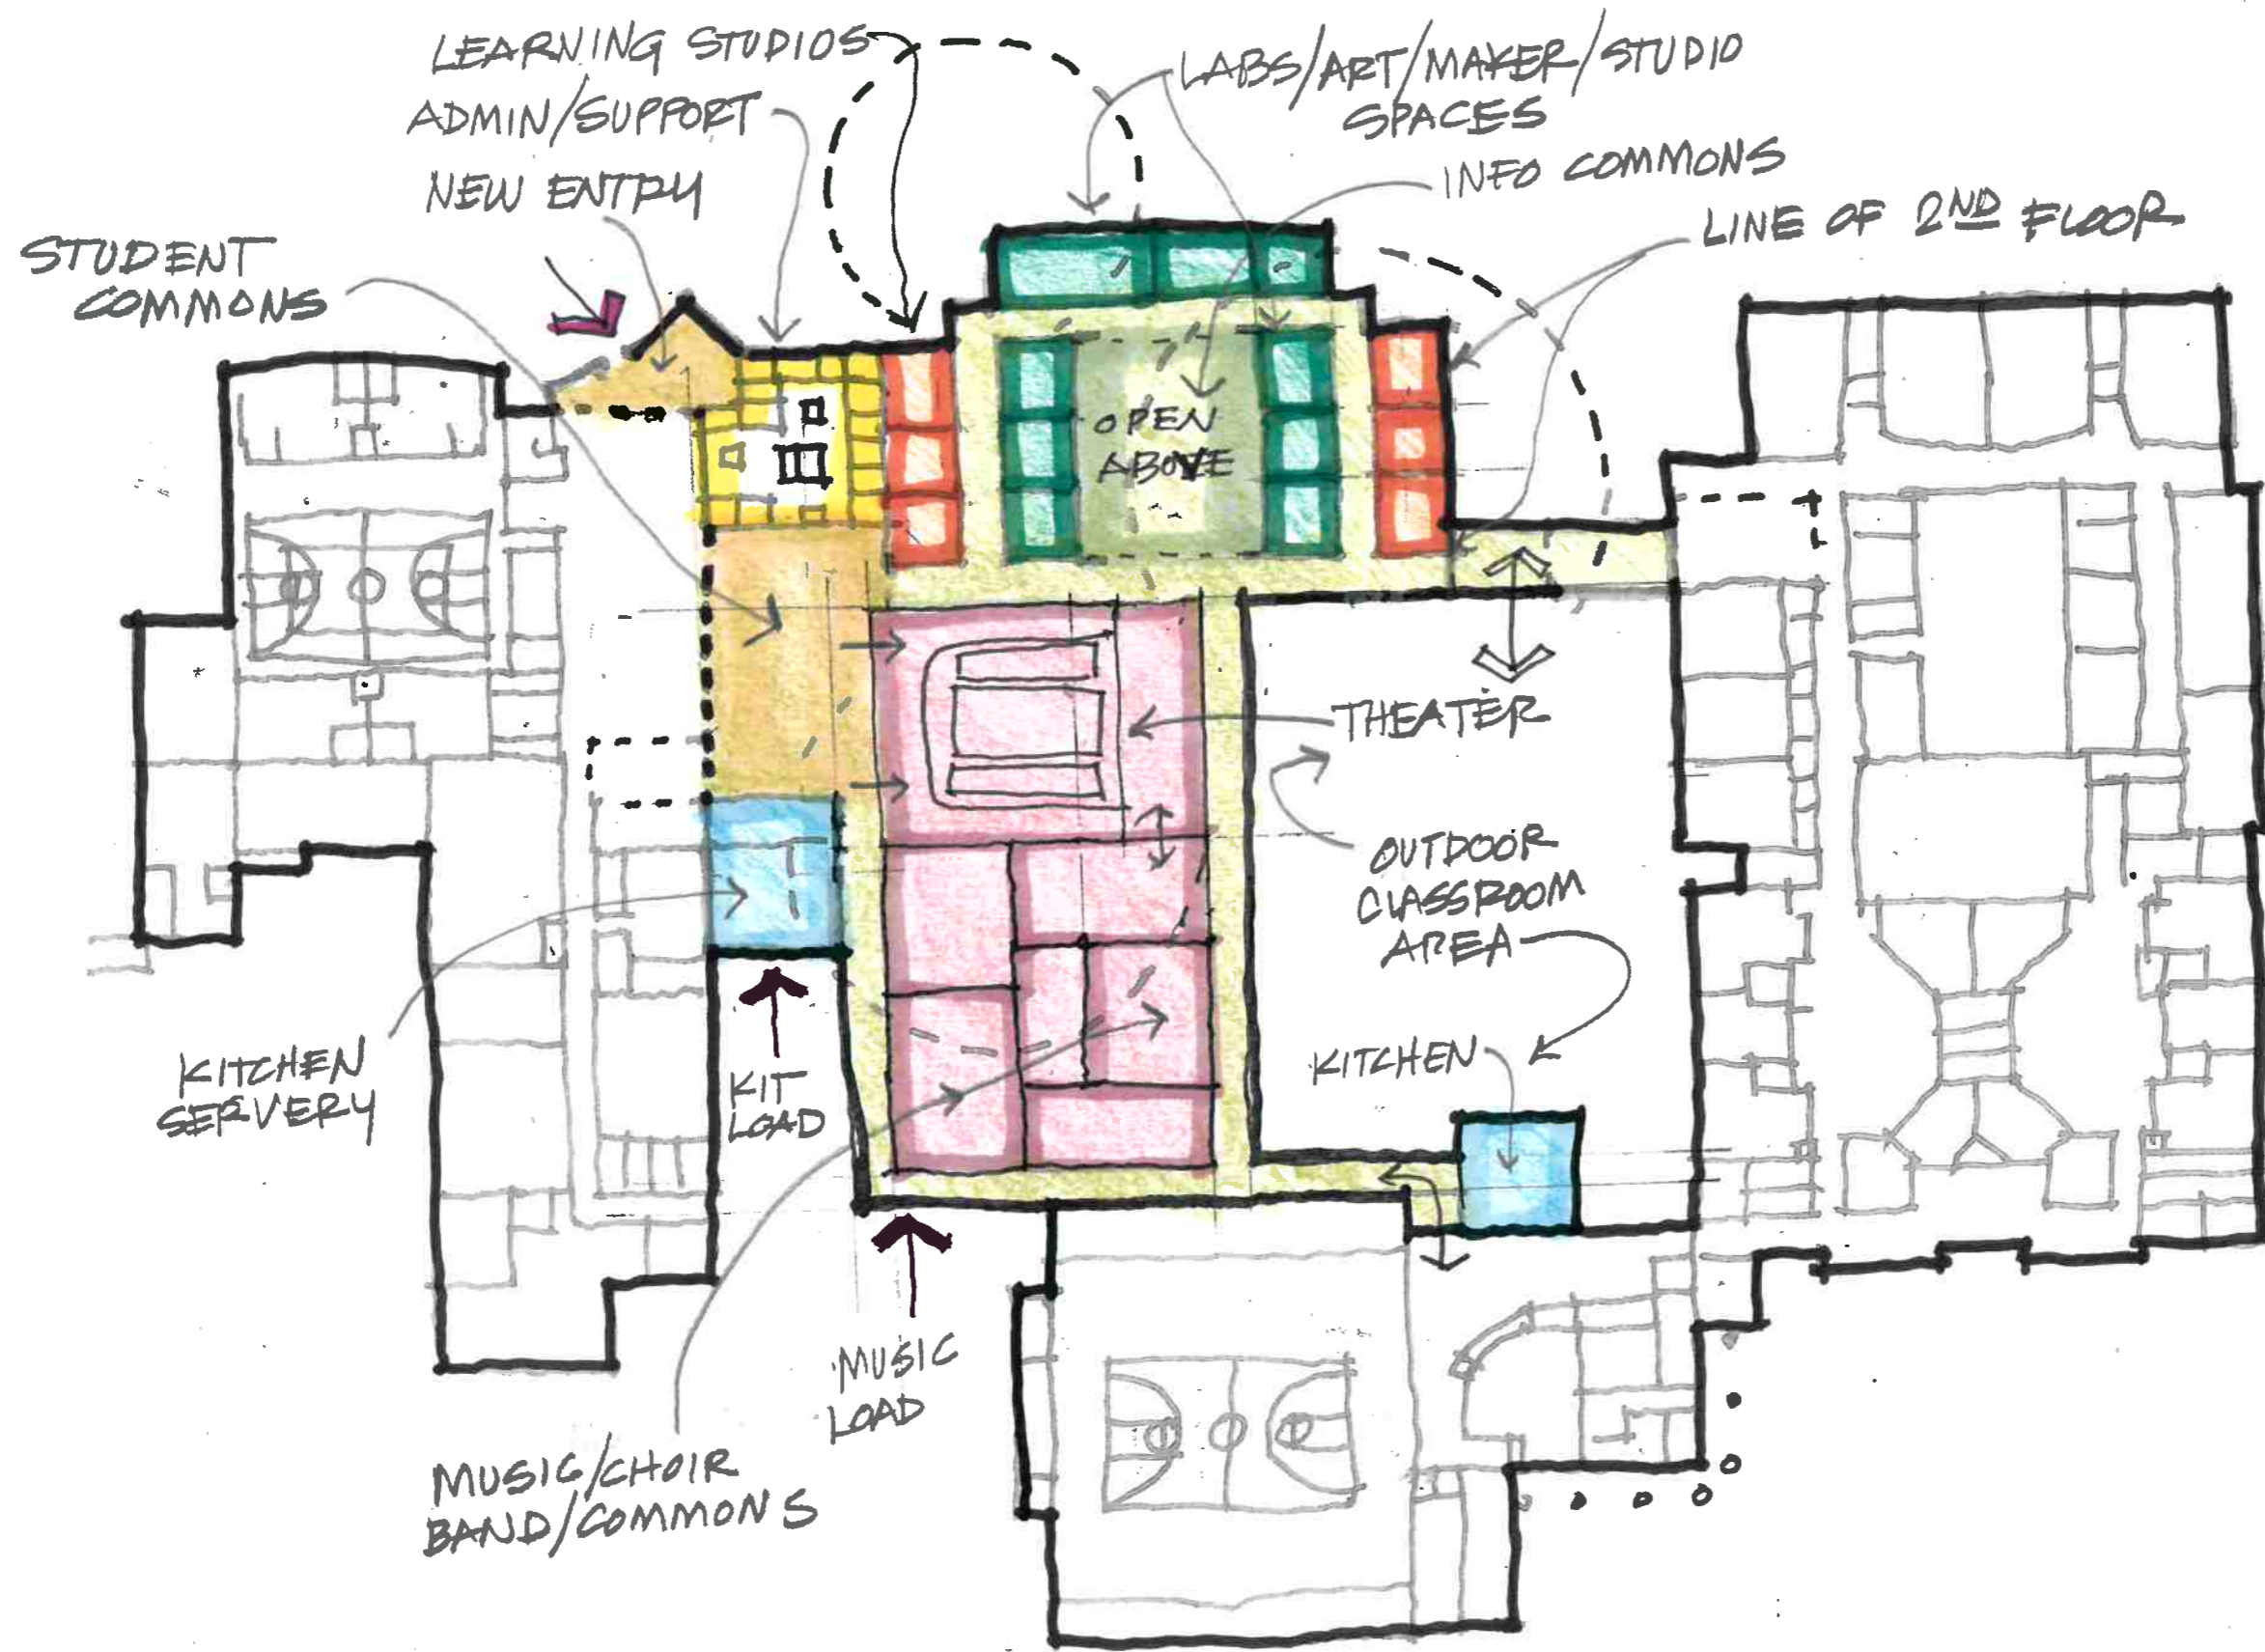 LEARNING STUDIOS
ADMIN/SUPPORT
NEW ENTRY
STUDENT
COMMONS
LABS/ART/MAKER/STUDIO
SPACES
INFO COMMONS
LINE OF 2ND FLOOR
OPEN
ABOVE
THEATER
OUTDOOR
CLASSROOM
AREA
KITCHEN
KITCHEN
SERVERY
KIT
LOAD
MUSIC
LOAD
MUSIC/CHOIR
BAND/COMMONS